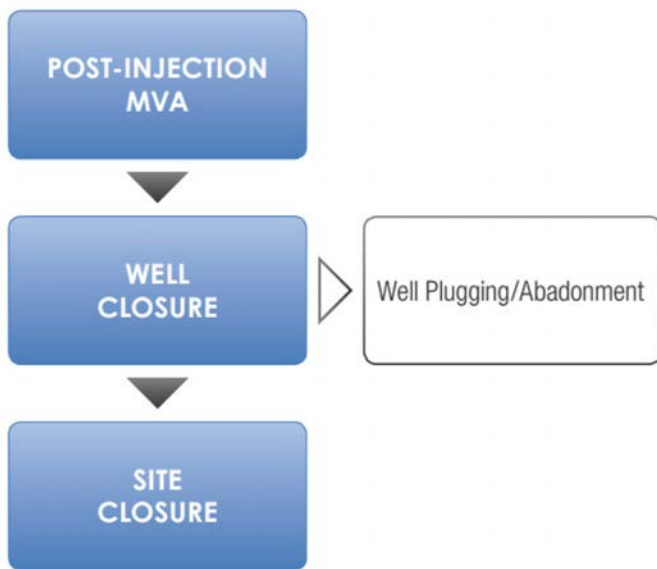 POST-INJECTION
MVA
WELL
CLOSURE
Well Plugging/Abadonment
SITE
CLOSURE